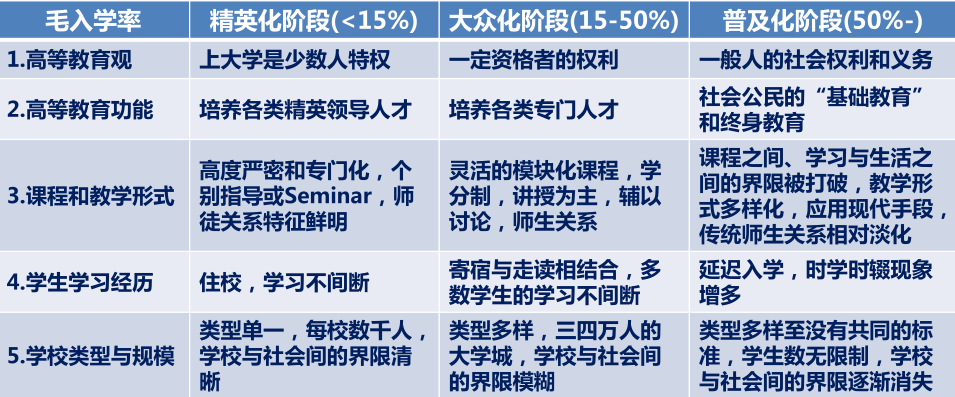 毛入学率 精英化阶段(<15%) 大众化阶段(15-50%) 普及化阶段(50%-)
1.高等教育观 上大学是少数人特权 一定资格者的权利 一般人的社会权利和义务
2.高等教育功能 培养各类精英领导人才 培养各类专门人才
社会公民的“基础教育”
和终身教育
3.课程和教学形式
高度严密和专门化，个
别指导或Seminar，师
徒关系特征鲜明
灵活的模块化课程，学
分制，讲授为主，辅以
讨论，师生关系
课程之间、学习与生活之
间的界限被打破，教学形
式多样化，应用现代手段，
传统师生关系相对淡化
4.学生学习经历 住校，学习不间断
寄宿与走读相结合，多
数学生的学习不间断
延迟入学，时学时辍现象
增多
5.学校类型与规模
类型单一，每校数千人，
学校与社会间的界限清
晰
类型多样，三四万人的
大学城，学校与社会间
的界限模糊
类型多样至没有共同的标
准，学生数无限制，学校
与社会间的界限逐渐消失